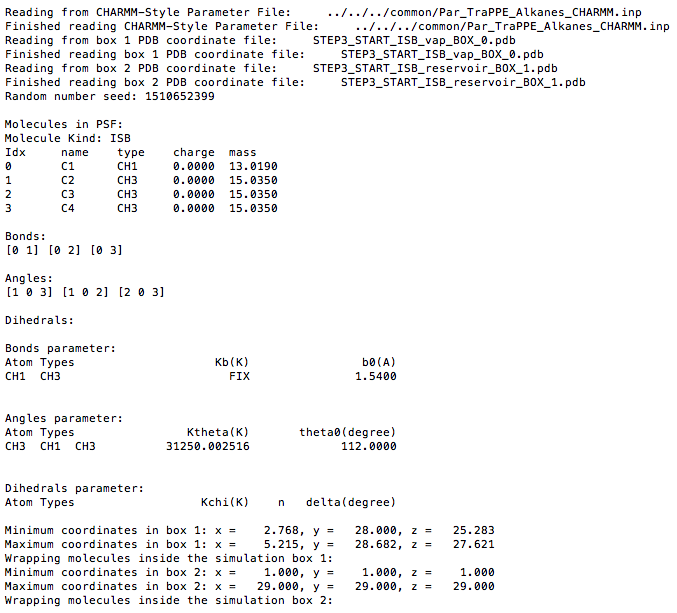 Reading from CHARMM-Style Parameter File: ../../../common/Par_TraPPE_Alkanes_CHARMM.inp
Finished reading CHARMM-Style Parameter File: ../../../common/Par_TraPPE_Alkanes_CHARMM.inp
Reading from box 1 PDB coordinate file: STEP3_START_ISB_vap_BOX_0.pdb
Finished reading box 1 PDB coordinate file: STEP3_START_ISB_vap_BOX_0.pdb
Reading from box 2 PDB coordinate file: STEP3_START_ISB_reservoir_BOX_1.pdb
Finished reading box 2 PDB coordinate file: STEP3_START_ISB_reservoir_BOX_1.pdb
Random number seed: 1510652399
Molecules in PSF:
Molecule Kind: ISB
Idx name type charge mass
0 C1 CH1 0.0000 13.0190
1 C2 CH3 0.0000 15.0350
2 C3 CH3 0.0000 15.0350
3 C4 CH3 0.0000 15.0350
Bonds:
[0 1] [0 2] [0 3]
Angles:
[1 0 3] [1 0 2] [2 0 3]
Dihedrals:
Bonds parameter:
Atom Types Kb(K) b0(A)
CH1 CH3 FIX 1.5400
Angles parameter:
Atom Types Ktheta(K) theta0(degree)
CH3 CH1 CH3 31250.002516 112.0000
Dihedrals parameter:
Atom Types Kchi(K) n delta(degree)
Minimum coordinates in box 1: x = 2.768, y = 28.000, z = 25.283
Maximum coordinates in box 1: x = 5.215, y = 28.682, z = 27.621
Wrapping molecules inside the simulation box 1:
Minimum coordinates in box 2: x = 1.000, y = 1.000, z = 1.000
Maximum coordinates in box 2: x = 29.000, y = 29.000, z = 29.000
Wrapping molecules inside the simulation box 2: